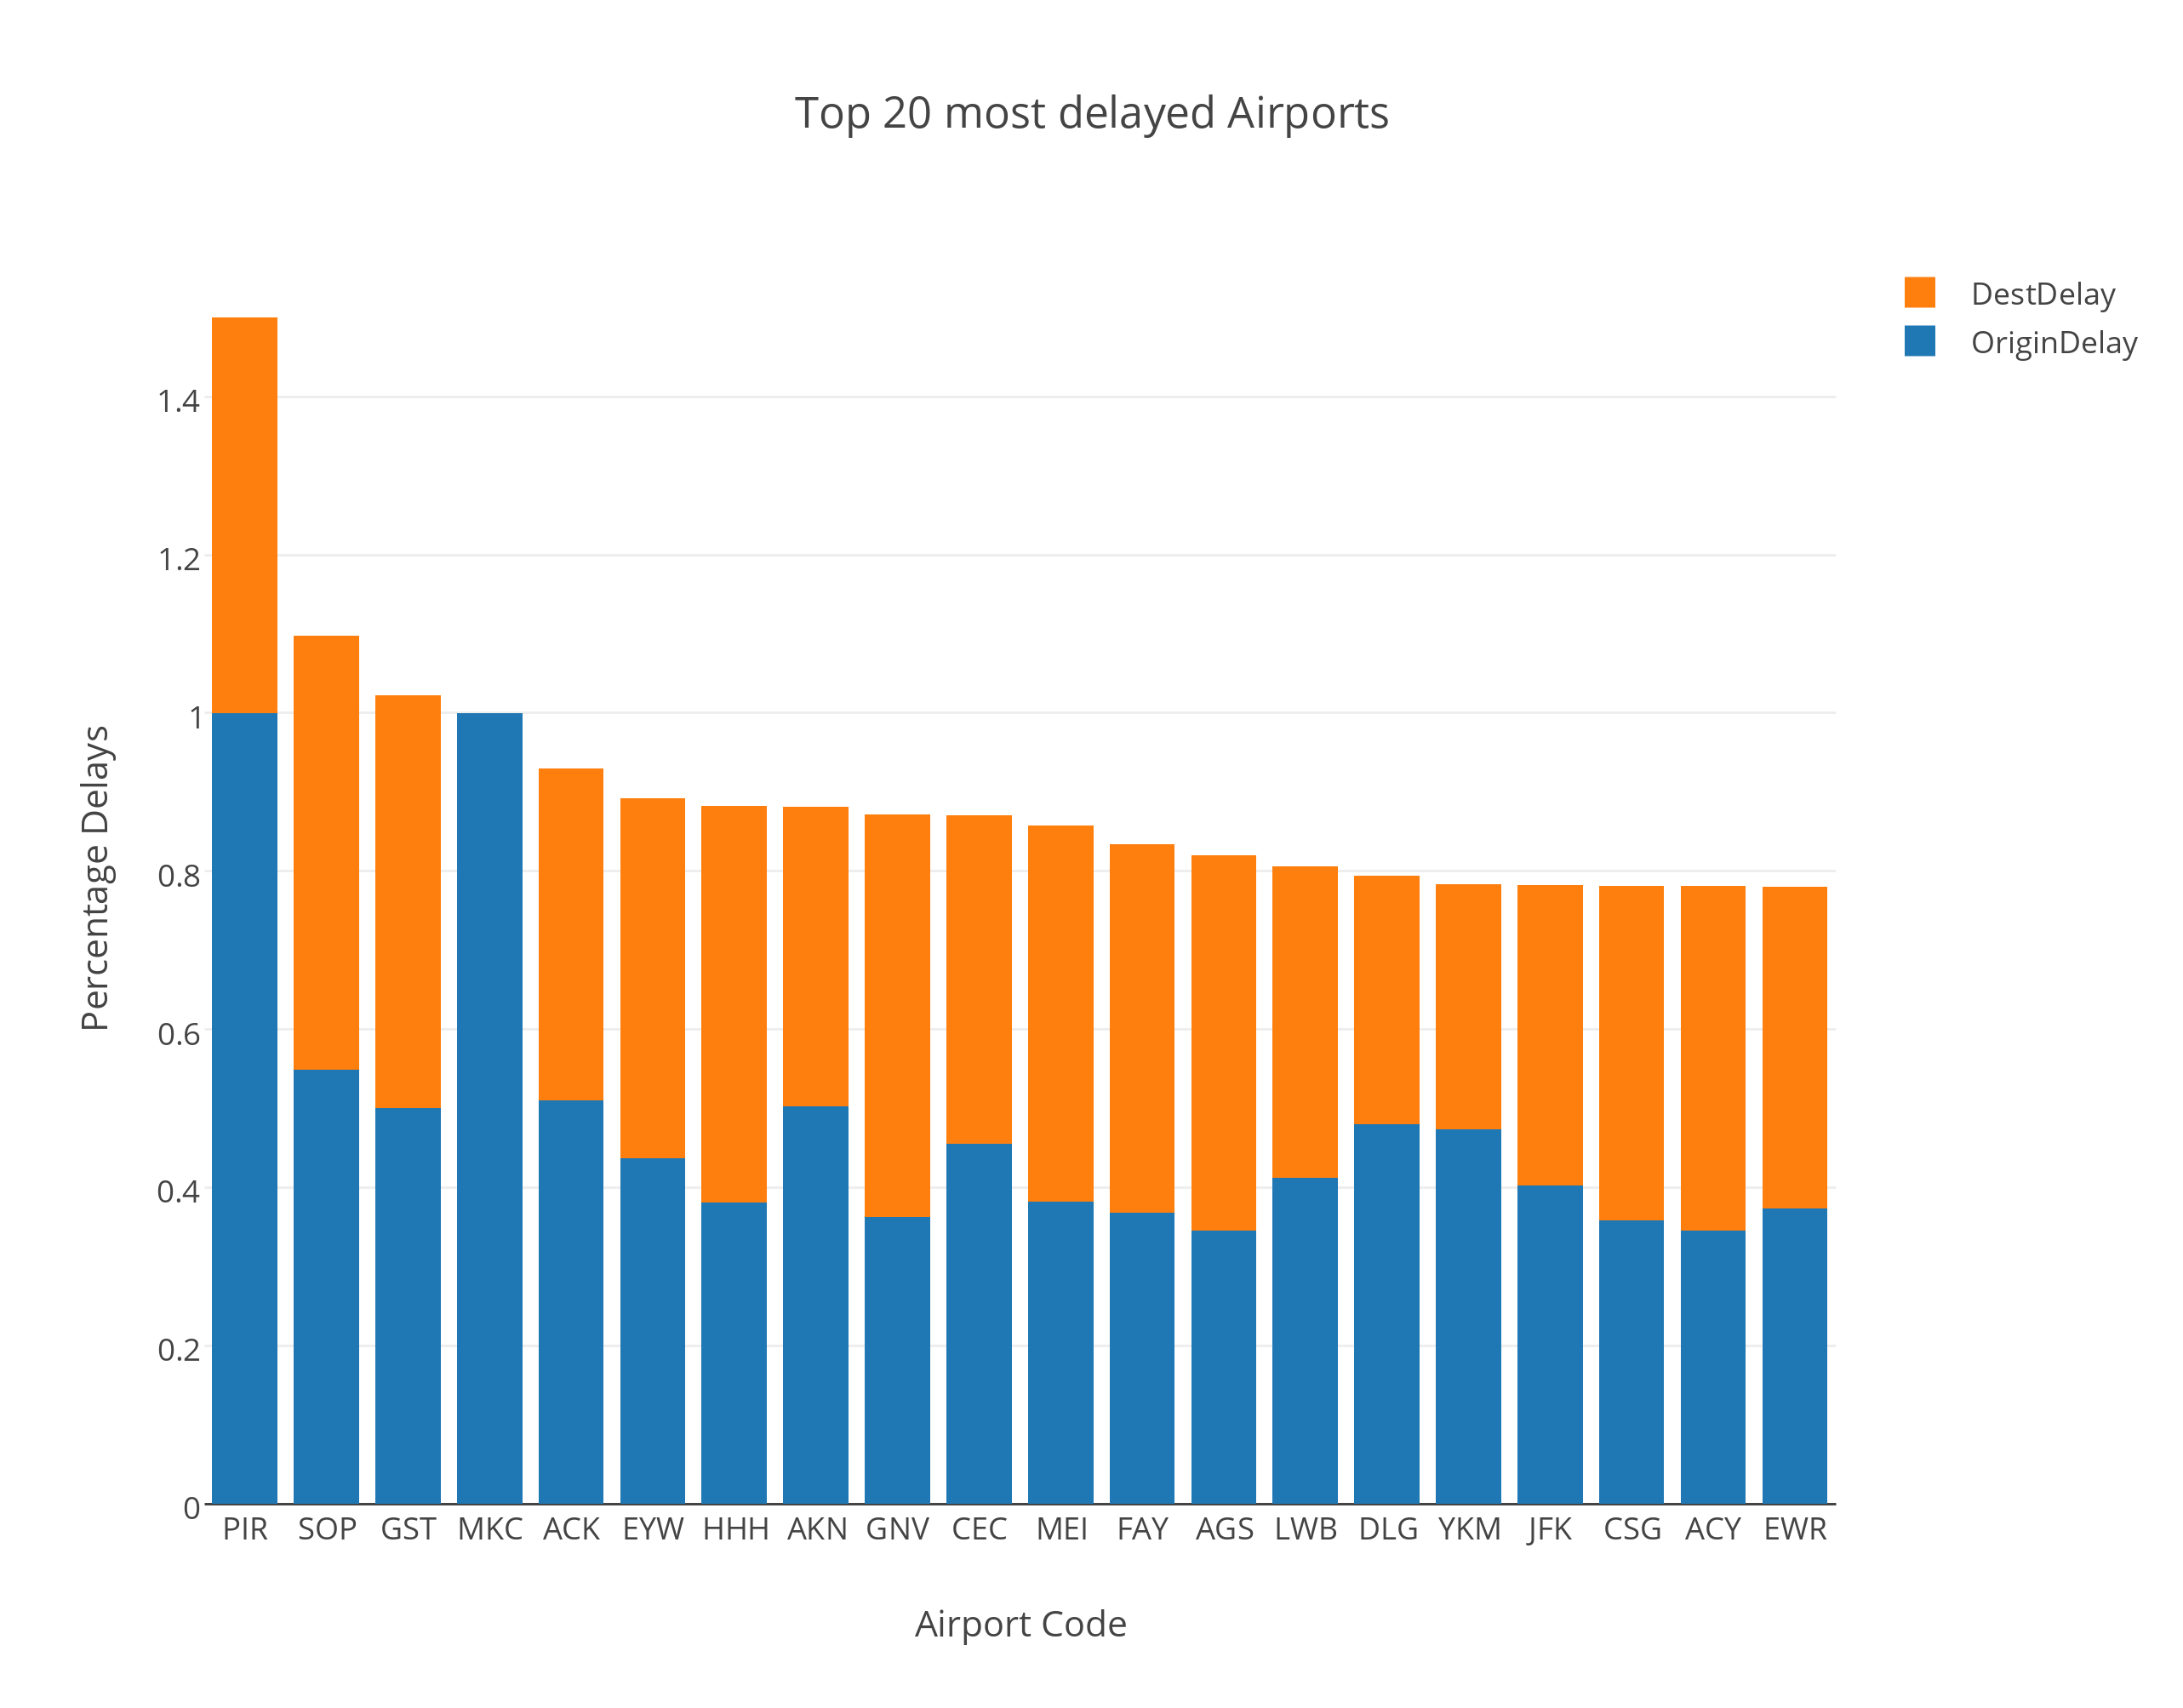 Top 20 most delayed Airports
DestDelay
OriginDelay
1.4
1.2
1
0.8
0.6
0.4
0.2
0
Percentage Delays
PIR SOP GST MKC ACK EYW HHH AKN GNV CEC MEI FAY AGS LWB DLG YKM JFK CSG ACY EWR
Airport Code